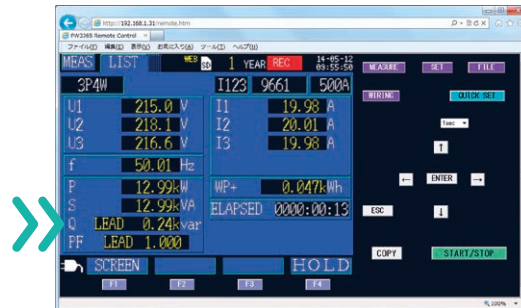 http://192.168.1.31/remote.htm
PW3365 Remote Control
ファイル(F) 編集(E) 表示(V) お気に入り(A) ツール(T) ヘルプ(H)
MEAS LIST WEB SD 1 YEAR REC 14-05-12 09:55:50
3P4W I123 9661 500A
U1 215.0 V I1 19.98 A
U2 218.1 V I2 20.01 A
U3 216.6 V I3 19.98 A
f 50.01 Hz
P 12.99kW WP+ 0.047kWh
S 12.99kVA ELAPSED 0000:00:13
Q LEAD 0.24kvar
PF LEAD 1.000
SCREEN HOLD
F1 F2 F3 F4
MEASURE SET FILE
WIRING QUICK SET
1sec
↑
← ENTER →
ESC ↓
COPY START/STOP
100%